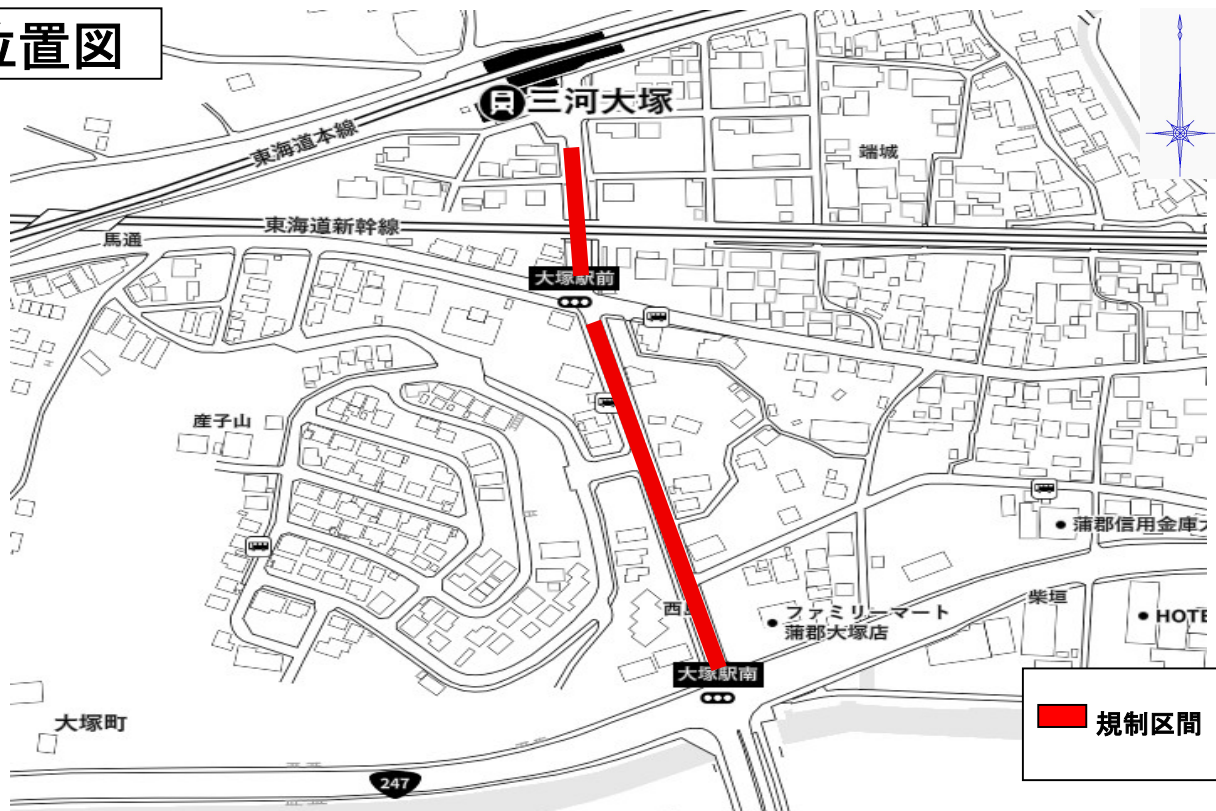 位置図
三河大塚
東海道本線
端城
東海道新幹線
馬通
大塚駅前
産子山
蒲郡信用金庫
柴垣
西
ファミリーマート
蒲郡大塚店
HOTE
大塚駅南
大塚町
規制区間
247